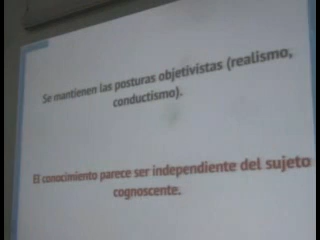 Se mantienen las posturas objetivistas (realismo,
conductismo).
El conocimiento parece ser independiente del sujeto
cognoscente.